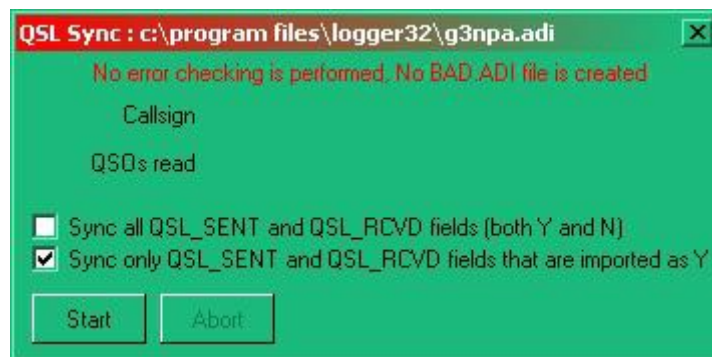 QSL Sync : c:\program files\logger32\g3npa.adi
No error checking is performed, No BAD.ADI file is created
Callsign
QSOs read
Sync all QSL_SENT and QSL_RCVD fields (both Y and N)
Sync only QSL_SENT and QSL_RCVD fields that are imported as Y
Start Abort